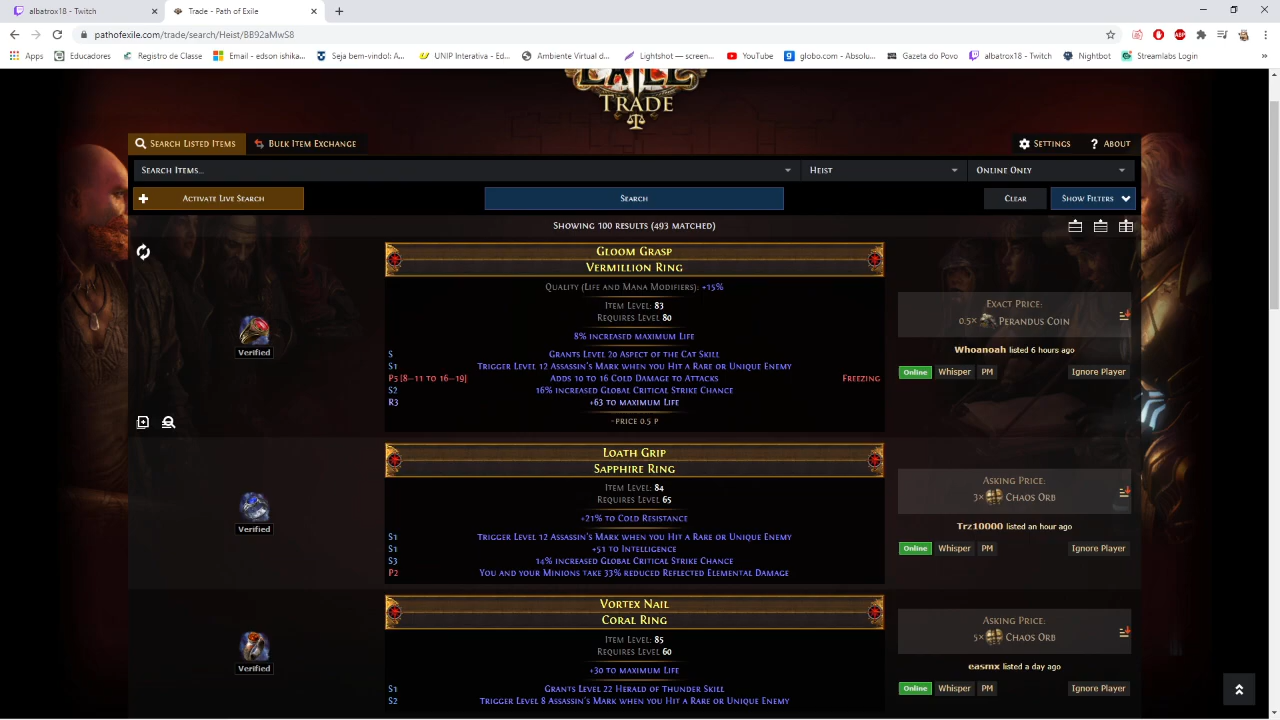 albatrox18 - Twitch
Trade - Path of Exile
pathofexile.com/trade/search/Heist/BB92aMwS8
Apps
Educadores
Registro de Classe
Email - edson ishika...
Seja bem-vindo!: AV...
UNIP Interativa - Of...
Ambiente Virtual d...
Lightshot — screen...
YouTube
globo.com - Absolu...
Gazeta do Povo
albatrox18 - Twitch
Nightbot
Streamlabs Login
EXILE
TRADE
Search Listed Items
Bulk Item Exchange
Settings
? About
Search Items...
Heist
Online Only
Activate Live Search
Search
Clear
Show Filters
Showing 100 results (493 matched)
Gloom Grasp
Vermillion Ring
Quality (Life and Mana Modifiers): +15%
Item Level: 83
Requires Level 80
8% increased maximum Life
S Grants Level 20 Aspect of the Cat Skill
S1 Trigger Level 12 Assassin's Mark when you Hit a Rare or Unique Enemy
P5 [8–11 to 16–19] Adds 10 to 16 Cold Damage to Attacks Freezing
S2 16% increased Global Critical Strike Chance
R3 +63 to maximum Life
~price 0.5 p
Verified
Exact Price:
0.5× Perandus Coin
Whoanoah listed 6 hours ago
Online Whisper PM Ignore Player
Loath Grip
Sapphire Ring
Item Level: 84
Requires Level 65
+21% to Cold Resistance
S1 Trigger Level 12 Assassin's Mark when you Hit a Rare or Unique Enemy
S1 +51 to Intelligence
S3 14% increased Global Critical Strike Chance
P2 You and your Minions take 33% reduced Reflected Elemental Damage
Verified
Asking Price:
3× Chaos Orb
Trz10000 listed an hour ago
Online Whisper PM Ignore Player
Vortex Nail
Coral Ring
Item Level: 85
Requires Level 60
+30 to maximum Life
S1 Grants Level 22 Herald of Thunder Skill
S2 Trigger Level 8 Assassin's Mark when you Hit a Rare or Unique Enemy
Verified
Asking Price:
5× Chaos Orb
easmx listed a day ago
Online Whisper PM Ignore Player